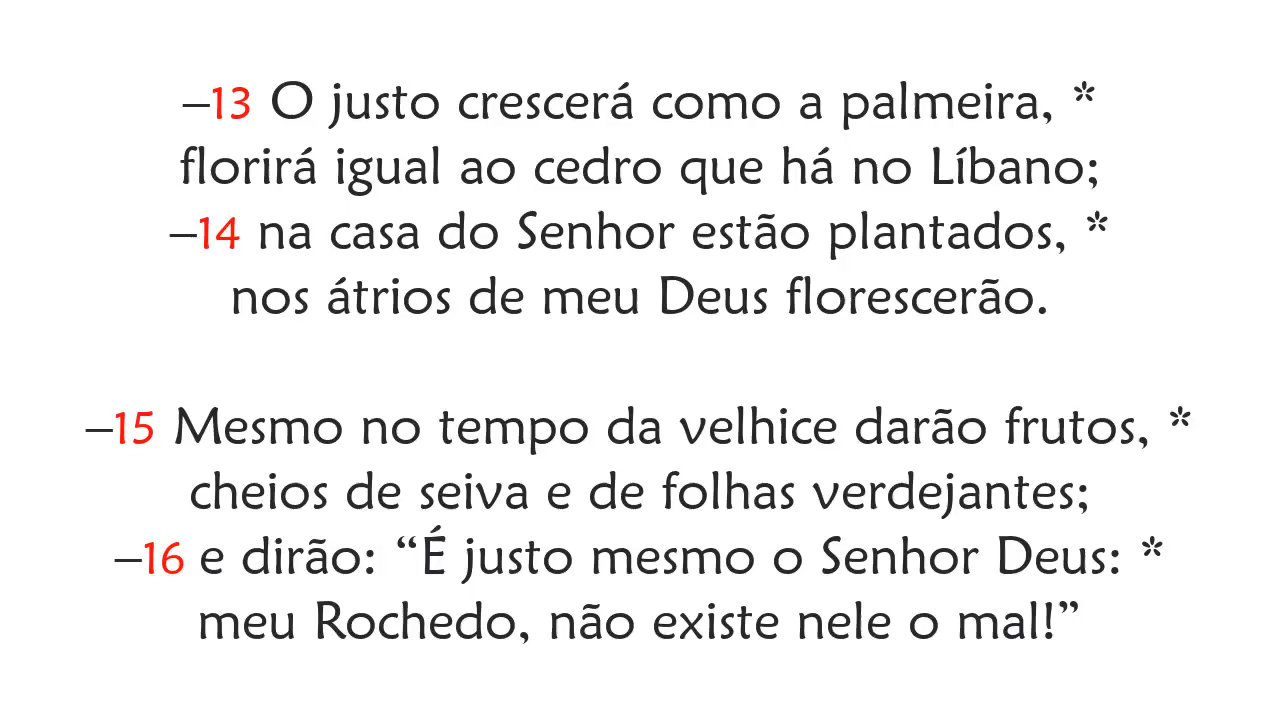 –13 O justo crescerá como a palmeira, *
florirá igual ao cedro que há no Líbano;
–14 na casa do Senhor estão plantados, *
nos átrios de meu Deus florescerão.
–15 Mesmo no tempo da velhice darão frutos, *
cheios de seiva e de folhas verdejantes;
–16 e dirão: “É justo mesmo o Senhor Deus: *
meu Rochedo, não existe nele o mal!”